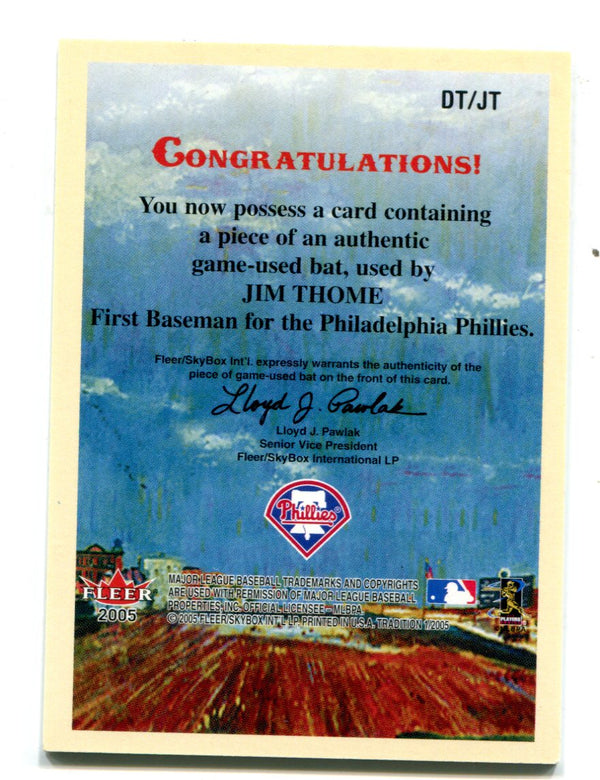 DT/JT
CONGRATULATIONS!
You now possess a card containing
a piece of an authentic
game-used bat, used by
JIM THOME
First Baseman for the Philadelphia Phillies.
Fleer/SkyBox Int'l. expressly warrants the authenticity of the
piece of game-used bat on the front of this card.
Lloyd J. Pawlak
Lloyd J. Pawlak
Senior Vice President
Fleer/SkyBox International LP
Phillies
FLEER
2005
MAJOR LEAGUE BASEBALL TRADEMARKS AND COPYRIGHTS
ARE USED WITH PERMISSION OF MAJOR LEAGUE BASEBALL
PROPERTIES, INC. OFFICIAL LICENSEE – MLBPA
© 2005 FLEER/SKYBOX INT'L LP. PRINTED IN U.S.A. TRADITION 1/2005